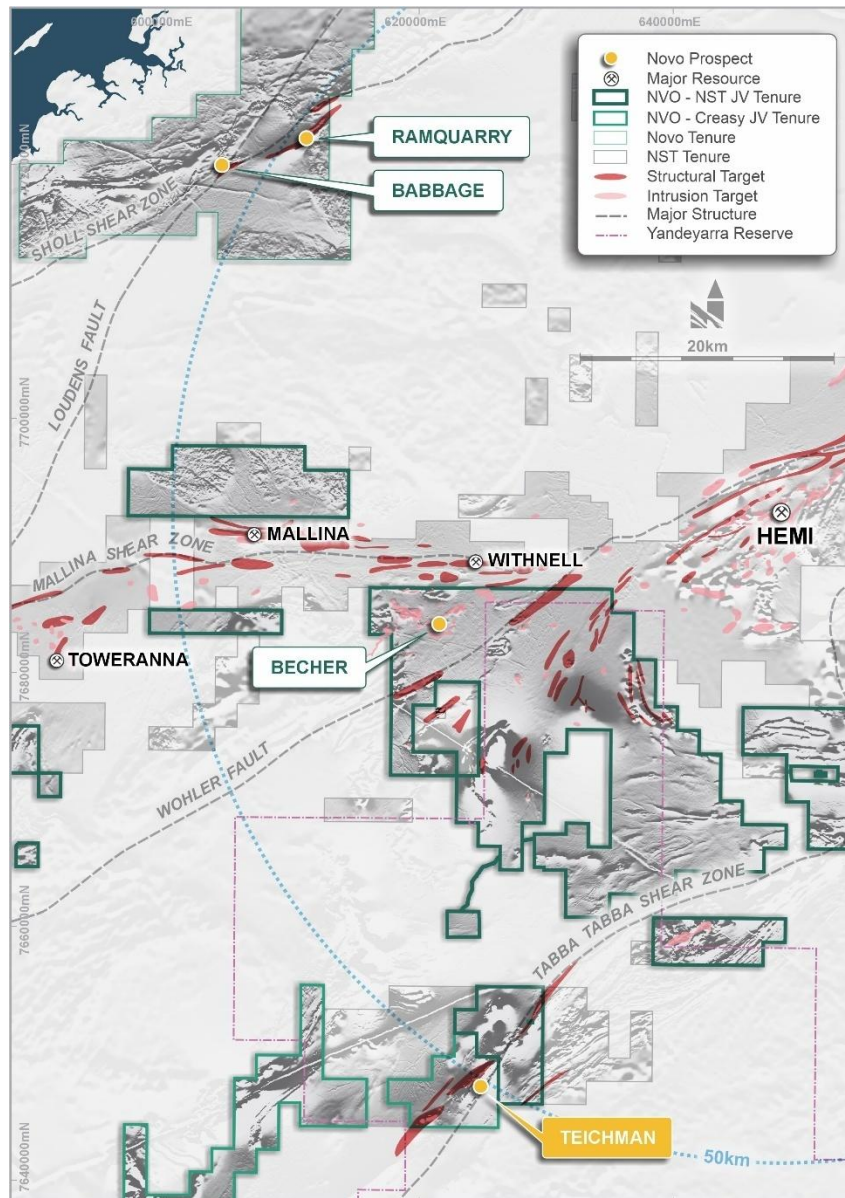 600000mE
620000mE
640000mE
Novo Prospect
Major Resource
NVO - NST JV Tenure
NVO - Creasy JV Tenure
Novo Tenure
NST Tenure
Structural Target
Intrusion Target
Major Structure
Yandeyarra Reserve
RAMQUARRY
BABBAGE
SHOLL SHEAR ZONE
LOUDENS FAULT
20km
7700000mN
MALLINA
HEMI
MALLINA SHEAR ZONE
WITHNELL
BECHER
TOWERANNA
7680000mN
WOHLER FAULT
TABBA TABBA SHEAR ZONE
7660000mN
TEICHMAN
50km
7640000mN